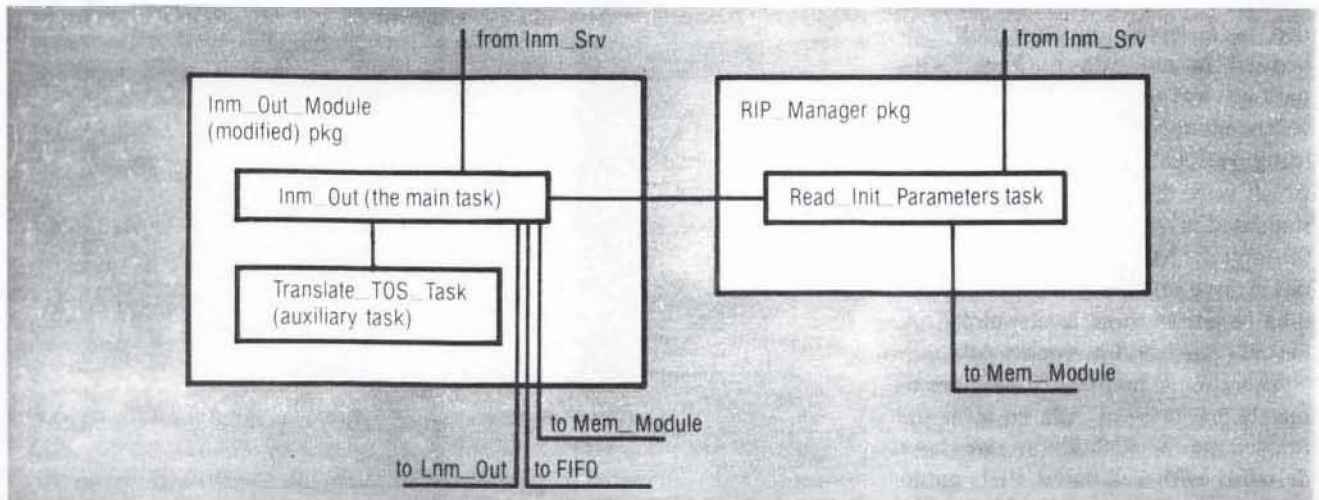 from Inm_Srv
from Inm_Srv
Inm_Out_Module
(modified) pkg
RIP_Manager pkg
Inm_Out (the main task)
Read_Init_Parameters task
Translate_TOS_Task
(auxiliary task)
to Mem_Module
to Mem_Module
to Lnm_Out
to FIFO